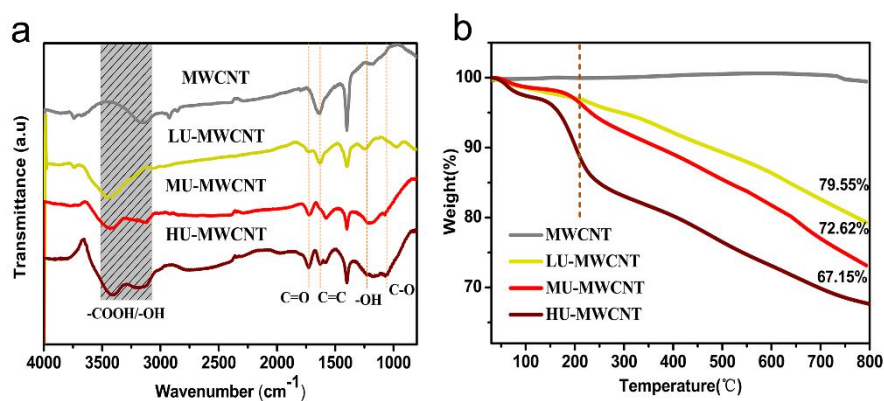 a
MWCNT
LU-MWCNT
MU-MWCNT
HU-MWCNT
C=O
C=C
-OH
C-O
-COOH/-OH
Transmittance (a.u)
4000
3500
3000
2500
2000
1500
1000
Wavenumber (cm-1)
b
100
90
80
70
Weight(%)
79.55%
72.62%
67.15%
MWCNT
LU-MWCNT
MU-MWCNT
HU-MWCNT
100
200
300
400
500
600
700
800
Temperature(℃)